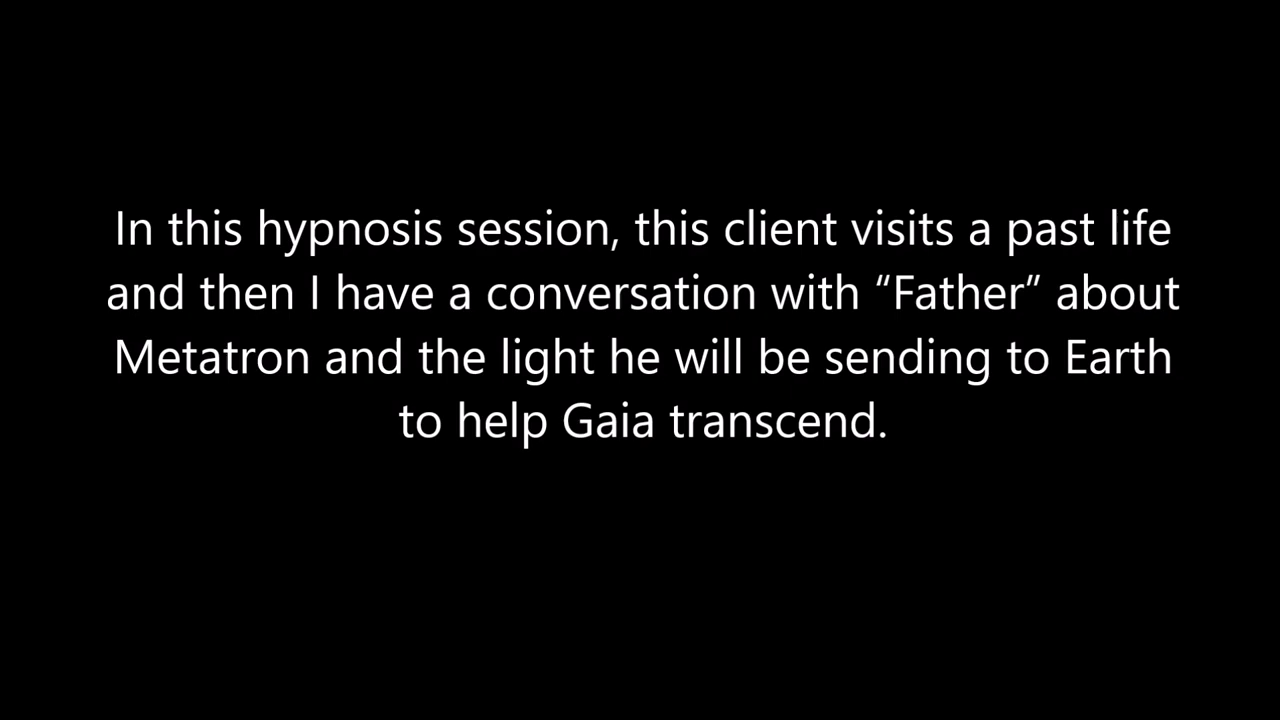 In this hypnosis session, this client visits a past life
and then I have a conversation with “Father” about
Metatron and the light he will be sending to Earth
to help Gaia transcend.